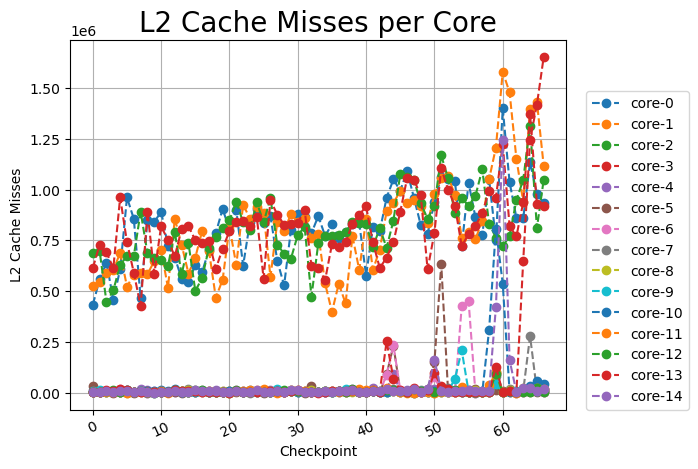 L2 Cache Misses per Core
1e6
1.50
1.25
1.00
0.75
0.50
0.25
0.00
L2 Cache Misses
0 10 20 30 40 50 60
Checkpoint
core-0
core-1
core-2
core-3
core-4
core-5
core-6
core-7
core-8
core-9
core-10
core-11
core-12
core-13
core-14